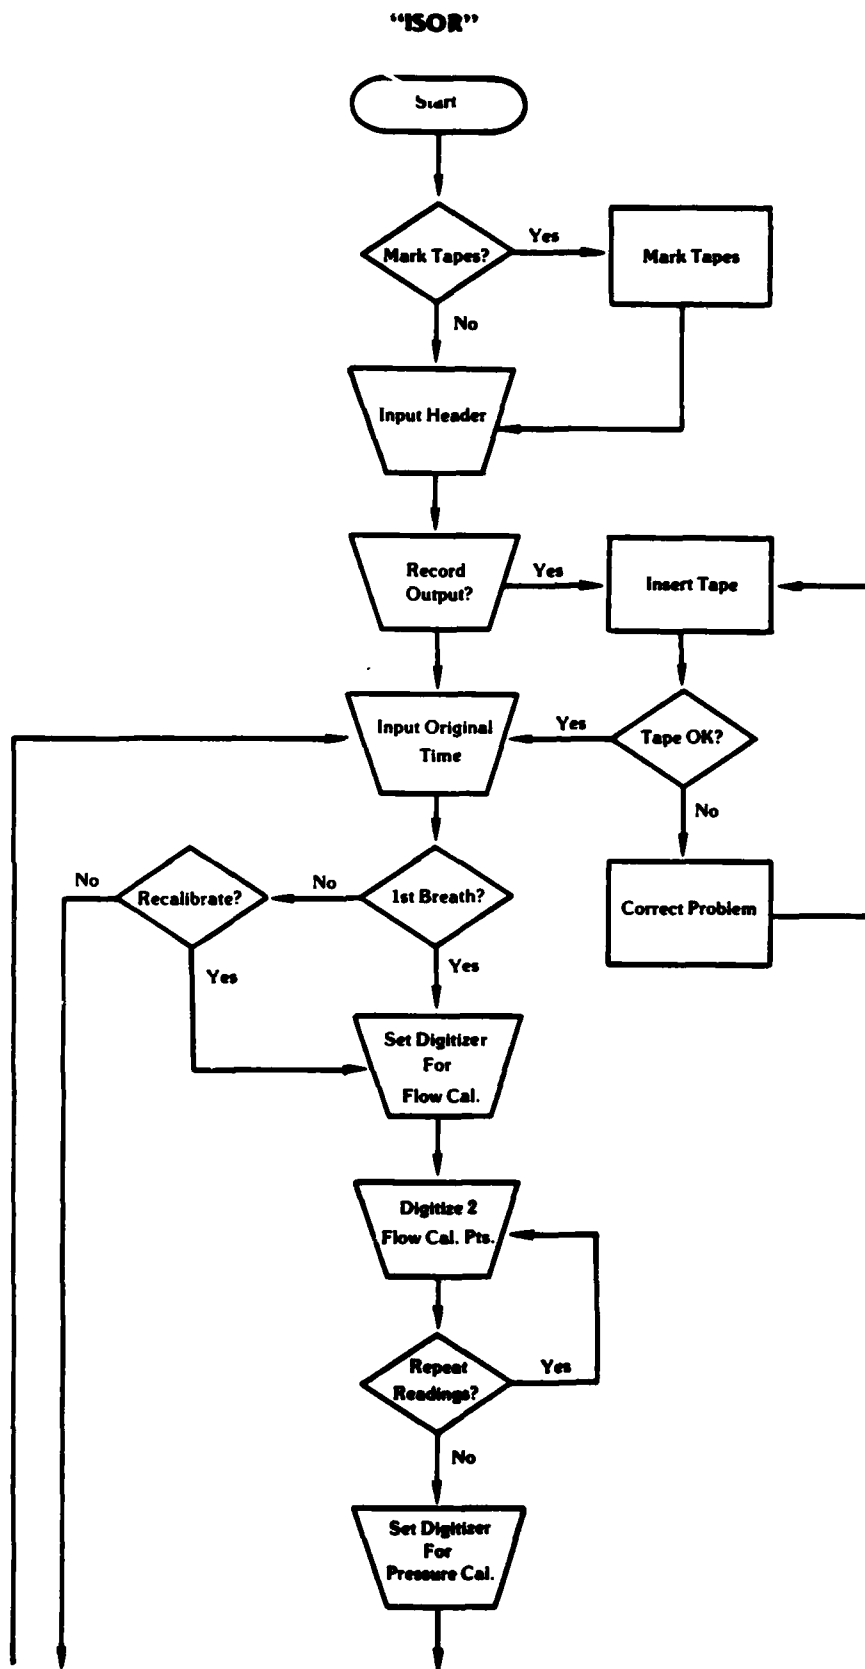 "ISOR"
Start
Mark Tapes?
Yes
Mark Tapes
No
Input Header
Record
Output?
Yes
Insert Tape
Input Original
Time
Yes
Tape OK?
No
Correct Problem
No
Recalibrate?
No
1st Breath?
Yes
Yes
Set Digitizer
For
Flow Cal.
Digitize 2
Flow Cal. Pts.
Repeat
Readings?
Yes
No
Set Digitizer
For
Pressure Cal.